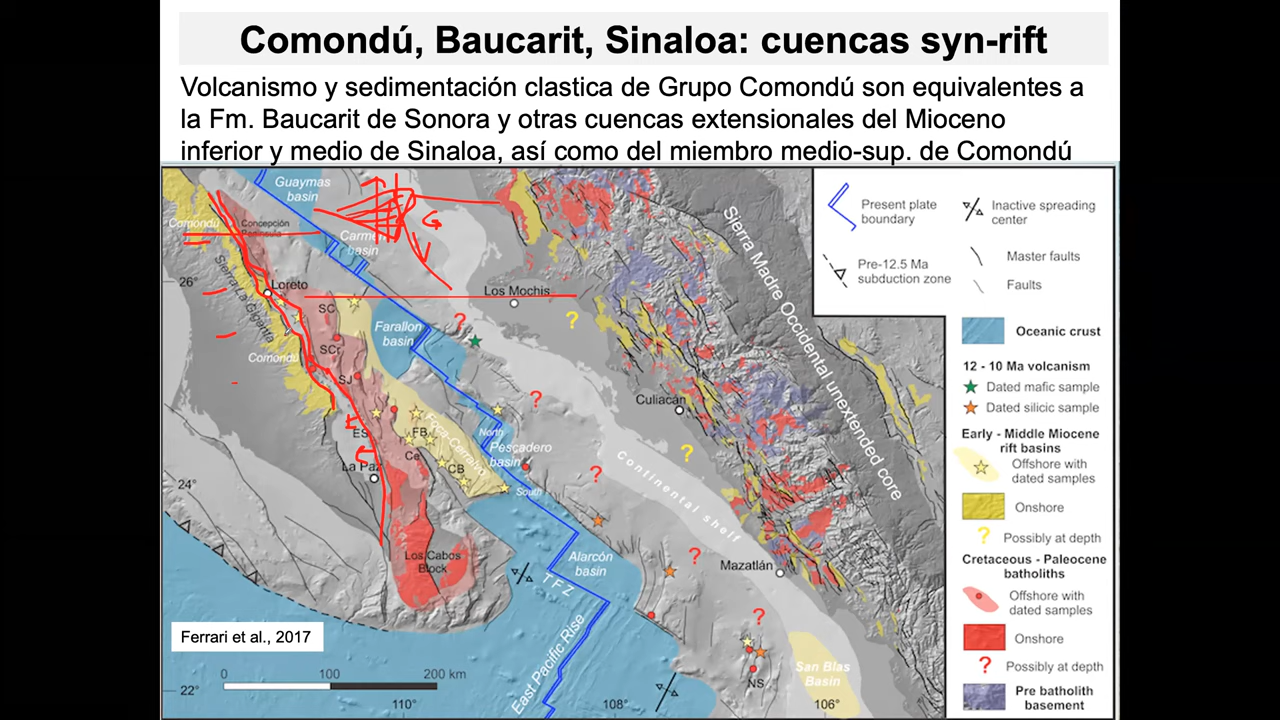 Comondú, Baucarit, Sinaloa: cuencas syn-rift
Volcanismo y sedimentación clastica de Grupo Comondú son equivalentes a
la Fm. Baucarit de Sonora y otras cuencas extensionales del Mioceno
inferior y medio de Sinaloa, así como del miembro medio-sup. de Comondú
Guaymas
basin
Comondú
Concepción
Peninsula
Carmen
basin
G
26°
Loreto
Sierra La Giganta
SC
Los Mochis
?
?
Farallon
basin
Comondú
SCr
SJ
?
Culiacán
E
ES
FB
Farallon-Cerralvo
North
Pescadero
basin
South
?
Ce
CB
La Paz
24°
?
Continental shelf
Sierra Madre Occidental unextended core
Los Cabos
Block
Alarcón
basin
TFZ
?
Mazatlán
?
East Pacific Rise
NS
San Blas
Basin
Ferrari et al., 2017
0 100 200 km
22°
110°
108°
106°
Present plate
boundary
Inactive spreading
center
Pre-12.5 Ma
subduction zone
Master faults
Faults
Oceanic crust
12 - 10 Ma volcanism
Dated mafic sample
Dated silicic sample
Early - Middle Miocene
rift basins
Offshore with
dated samples
Onshore
? Possibly at depth
Cretaceous - Paleocene
batholiths
Offshore with
dated samples
Onshore
? Possibly at depth
Pre batholith
basement